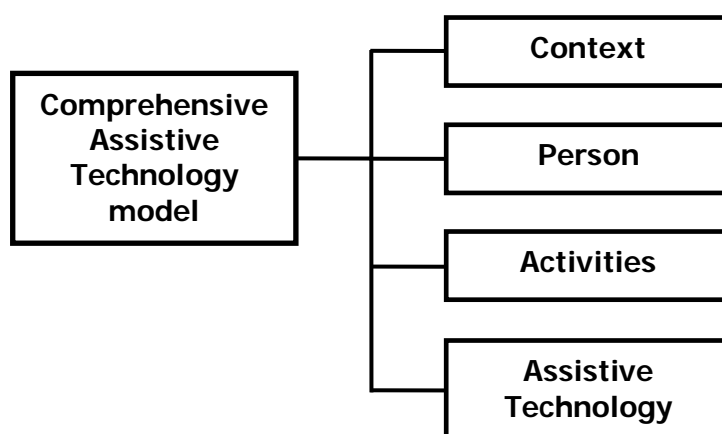 Comprehensive
Assistive
Technology
model
Context
Person
Activities
Assistive
Technology